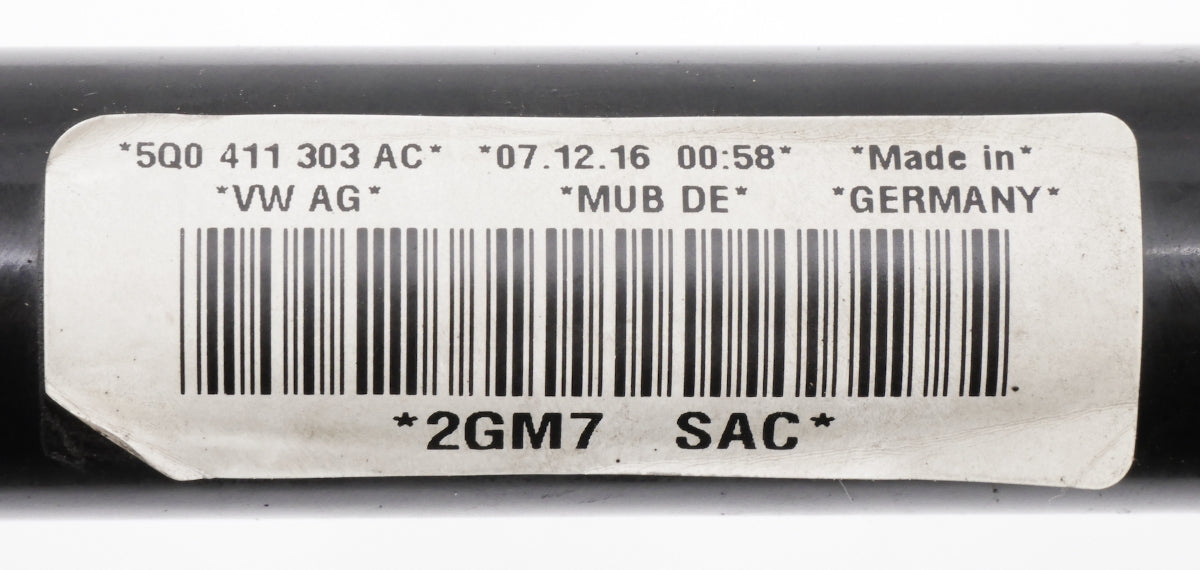 *5Q0 411 303 AC* *07.12.16 00:58* *Made in*
*VW AG* *MUB DE* *GERMANY*
*2GM7 SAC*